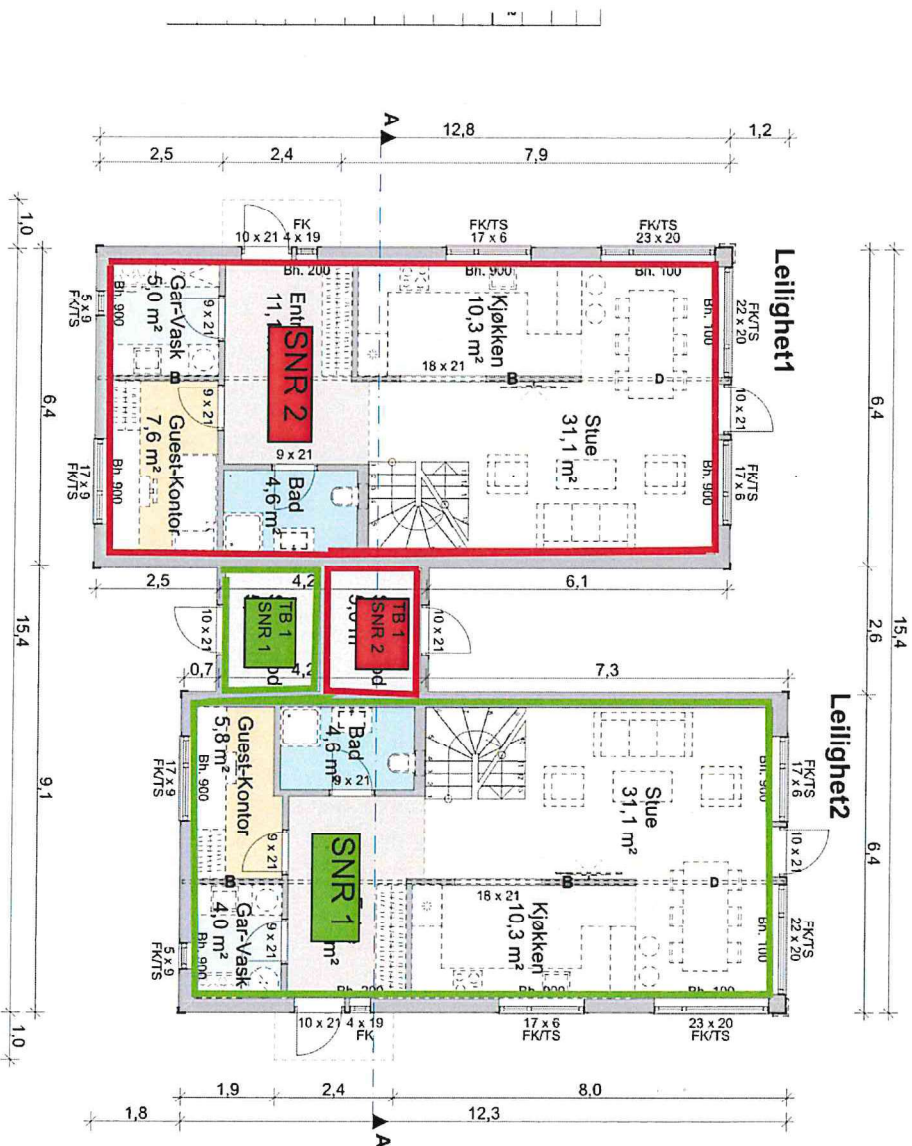 A
12,8
1,2
2,5
2,4
7,9
1,0
FK
10 x 21
4 x 19
FK/TS
17 x 6
FK/TS
23 x 20
Leilighet1
Bh. 200
Bh. 900
Bh. 100
5 x 9
FK/TS
Bh. 900
Gar-Vask
5,0 m²
9 x 21
SNR 2
Kjøkken
10,3 m²
18 x 21
Bh. 100
FK/TS
22 x 20
B
B
D
10 x 21
6,4
6,4
17 x 9
FK/TS
Bh. 900
Guest-Kontor
7,6 m²
9 x 21
9 x 21
Bad
4,6 m²
Stue
31,1 m²
Bh. 900
FK/TS
17 x 6
2,5
4,2
6,1
15,4
10 x 21
TB 1
SNR 1
TB 1
SNR 2
10 x 21
2,6
15,4
0,7
4,2
7,3
Leilighet2
17 x 9
FK/TS
Bh. 900
Guest-Kontor
5,8 m²
9 x 21
Bad
4,6 m²
9 x 21
Stue
31,1 m²
Bh. 900
FK/TS
17 x 6
9,1
SNR 1
10 x 21
6,4
B
B
D
5 x 9
FK/TS
Bh. 900
Gar-Vask
4,0 m²
9 x 21
m²
18 x 21
Kjøkken
10,3 m²
Bh. 100
FK/TS
22 x 20
Bh. 100
10 x 21
4 x 19
FK
17 x 6
FK/TS
23 x 20
FK/TS
1,0
1,9
2,4
8,0
1,8
12,3
A